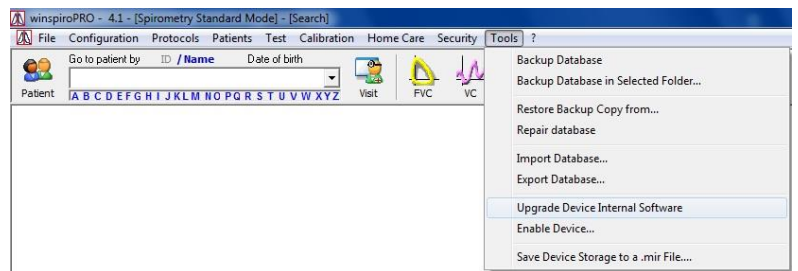 winspiroPRO - 4.1 - [Spirometry Standard Mode] - [Search]
File Configuration Protocols Patients Test Calibration Home Care Security Tools ?
Go to patient by ID / Name Date of birth
A B C D E F G H I J K L M N O P Q R S T U V W X Y Z
Patient Visit FVC VC
Backup Database
Backup Database in Selected Folder...
Restore Backup Copy from...
Repair database
Import Database...
Export Database...
Upgrade Device Internal Software
Enable Device...
Save Device Storage to a .mir File....